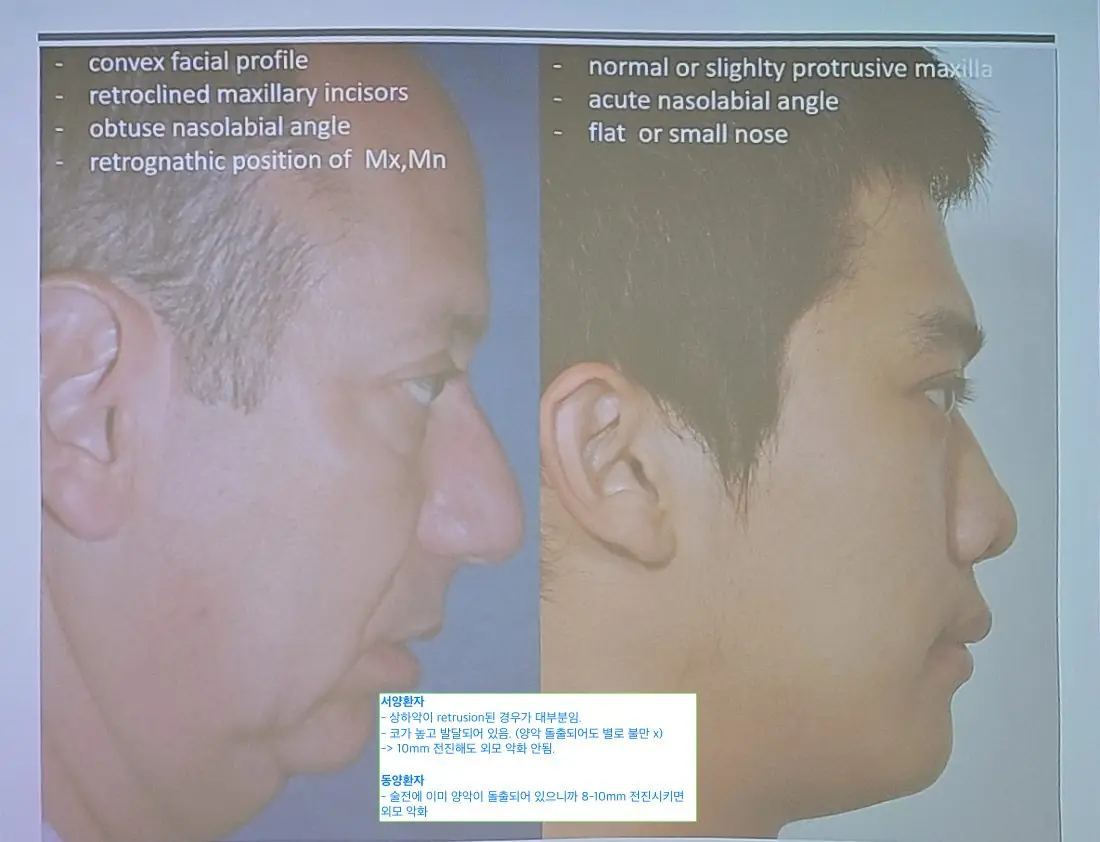 - convex facial profile
- retroclined maxillary incisors
- obtuse nasolabial angle
- retrognathic position of Mx,Mn
- normal or slighlty protrusive maxilla
- acute nasolabial angle
- flat or small nose
서양환자
- 상하악이 retrusion된 경우가 대부분임.
- 코가 높고 발달되어 있음. (양악 돌출되어도 별로 불만 x)
-> 10mm 전진해도 외모 악화 안됨.
동양환자
- 술전에 이미 양악이 돌출되어 있으니까 8-10mm 전진시키면
외모 악화